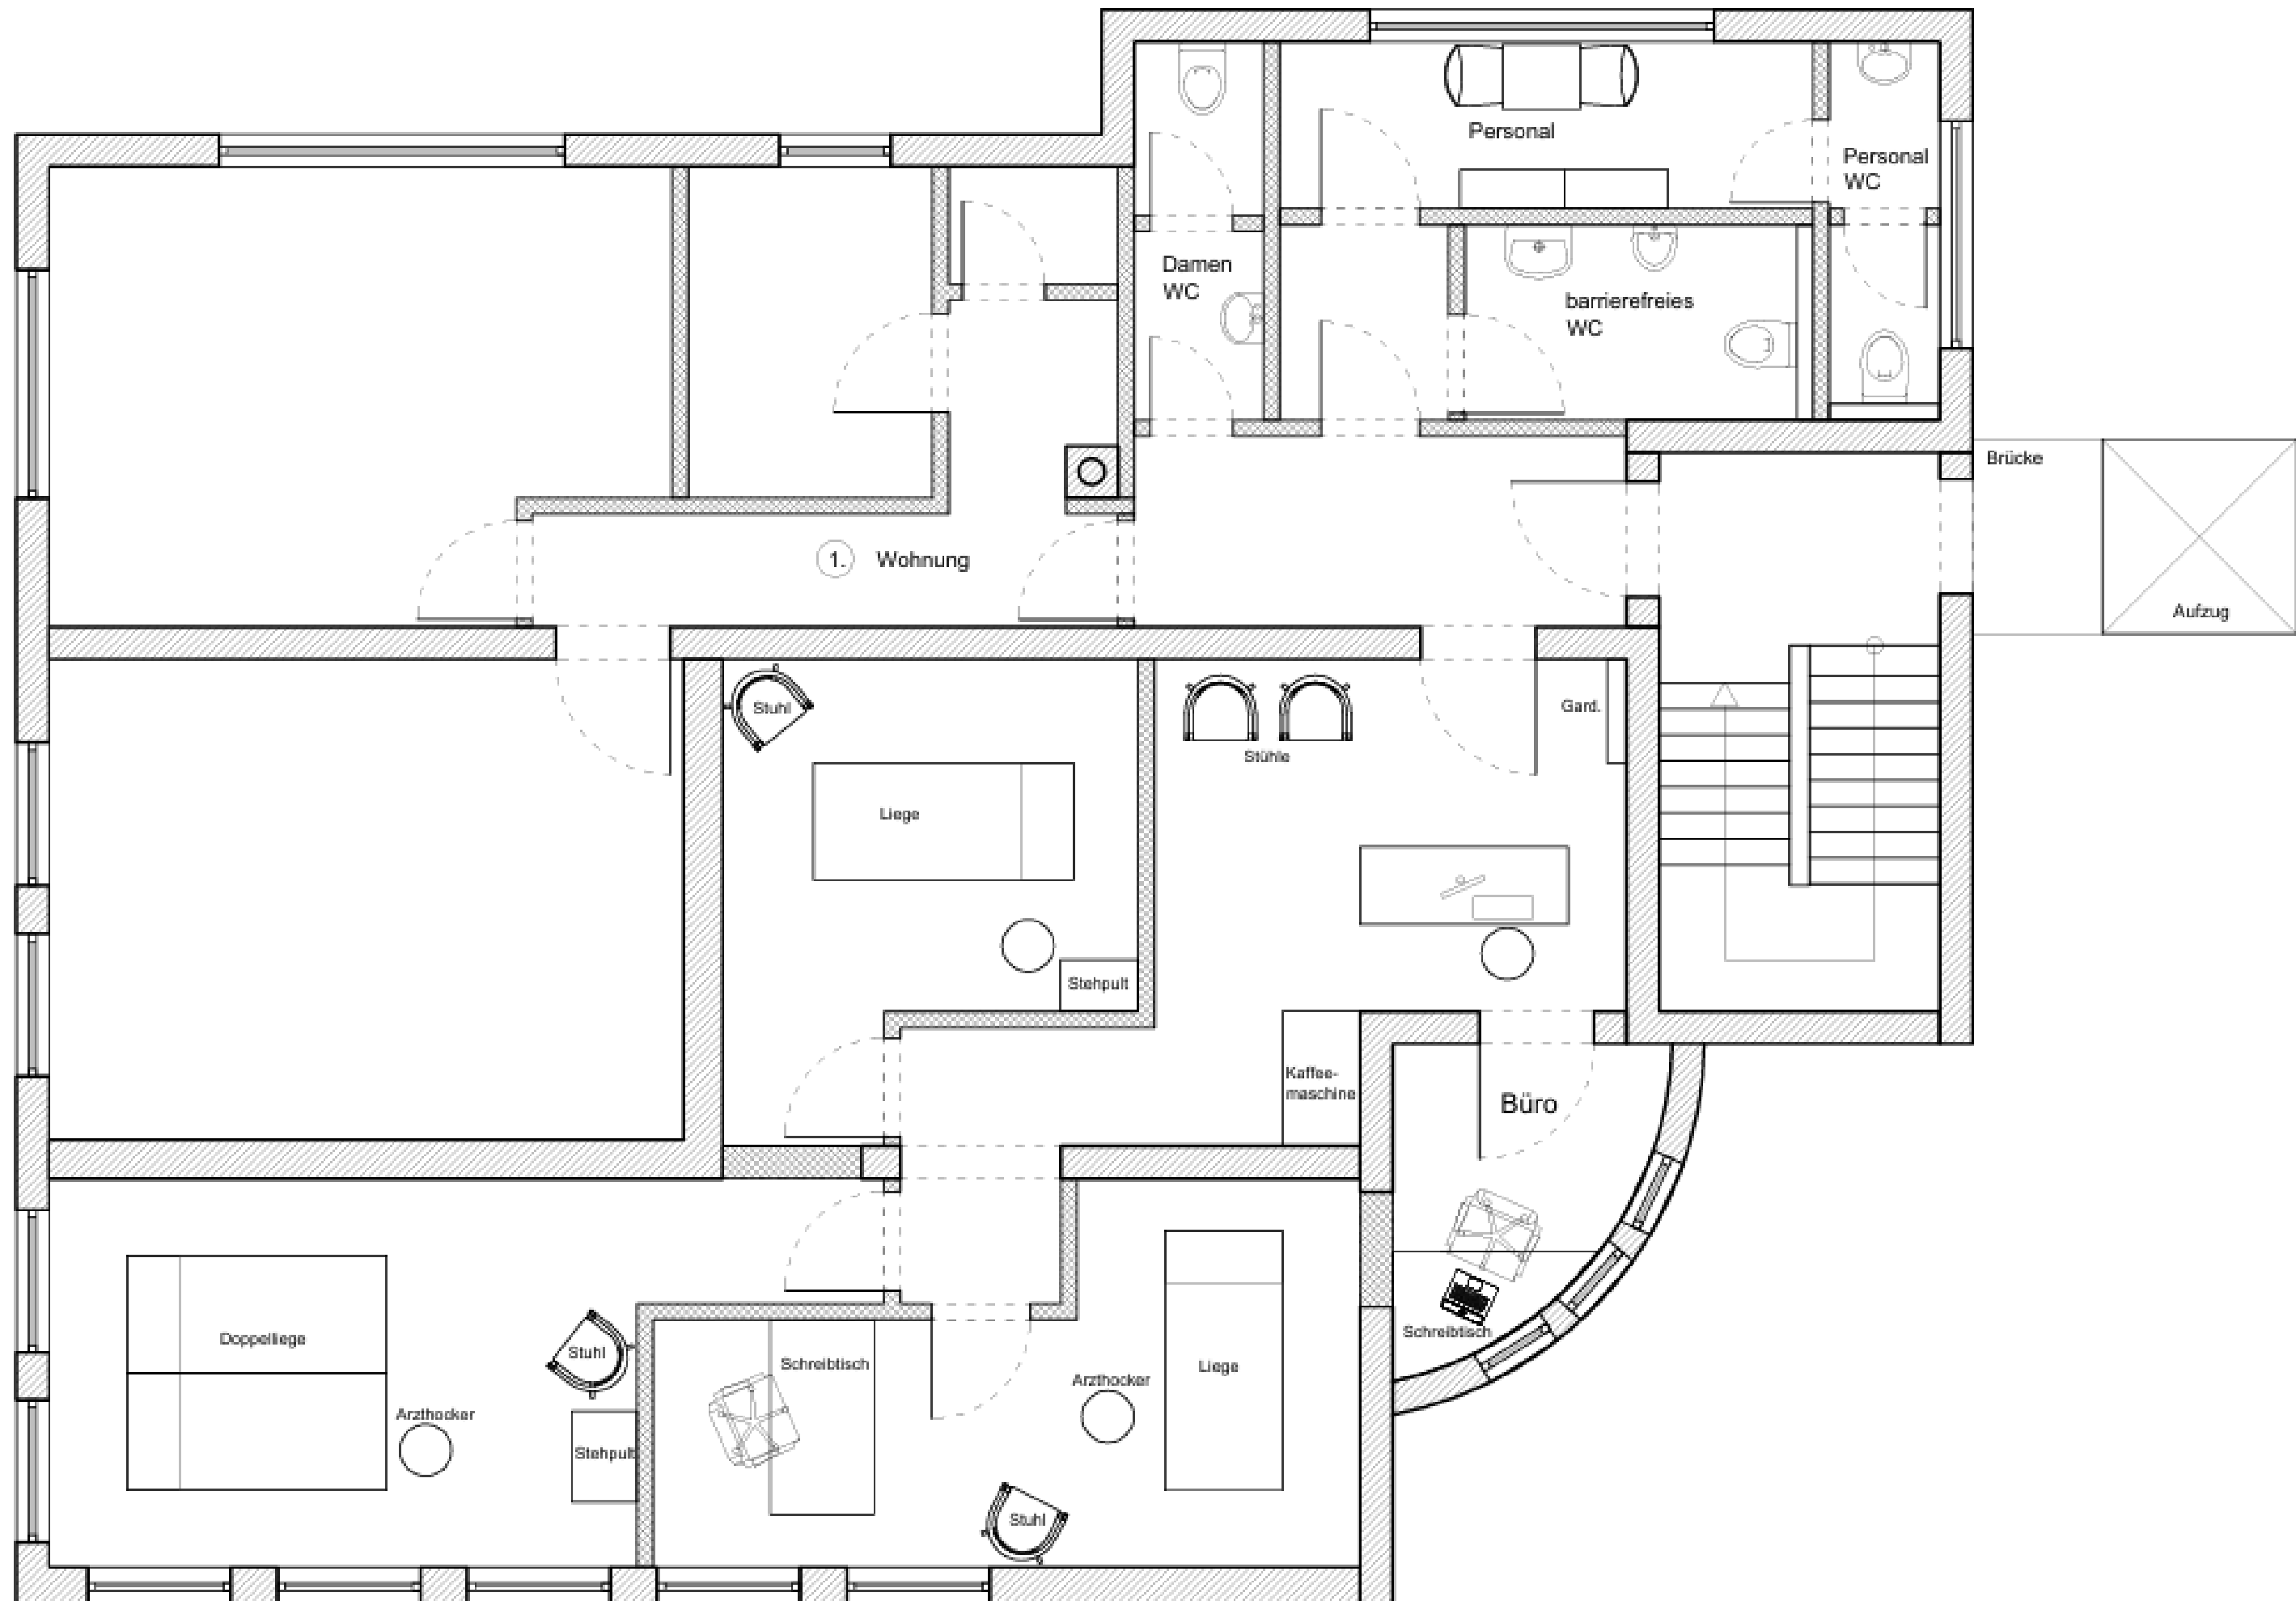 Personal
Personal
WC
Damen
WC
barrierefreies
WC
Brücke
1. Wohnung
Aufzug
Stuhl
Gard.
Stühle
Liege
Stehpult
Kaffee-
maschine
Büro
Doppelliege
Stuhl
Schreibtisch
Schreibtisch
Liege
Arzthocker
Arzthocker
Stehpult
Stuhl